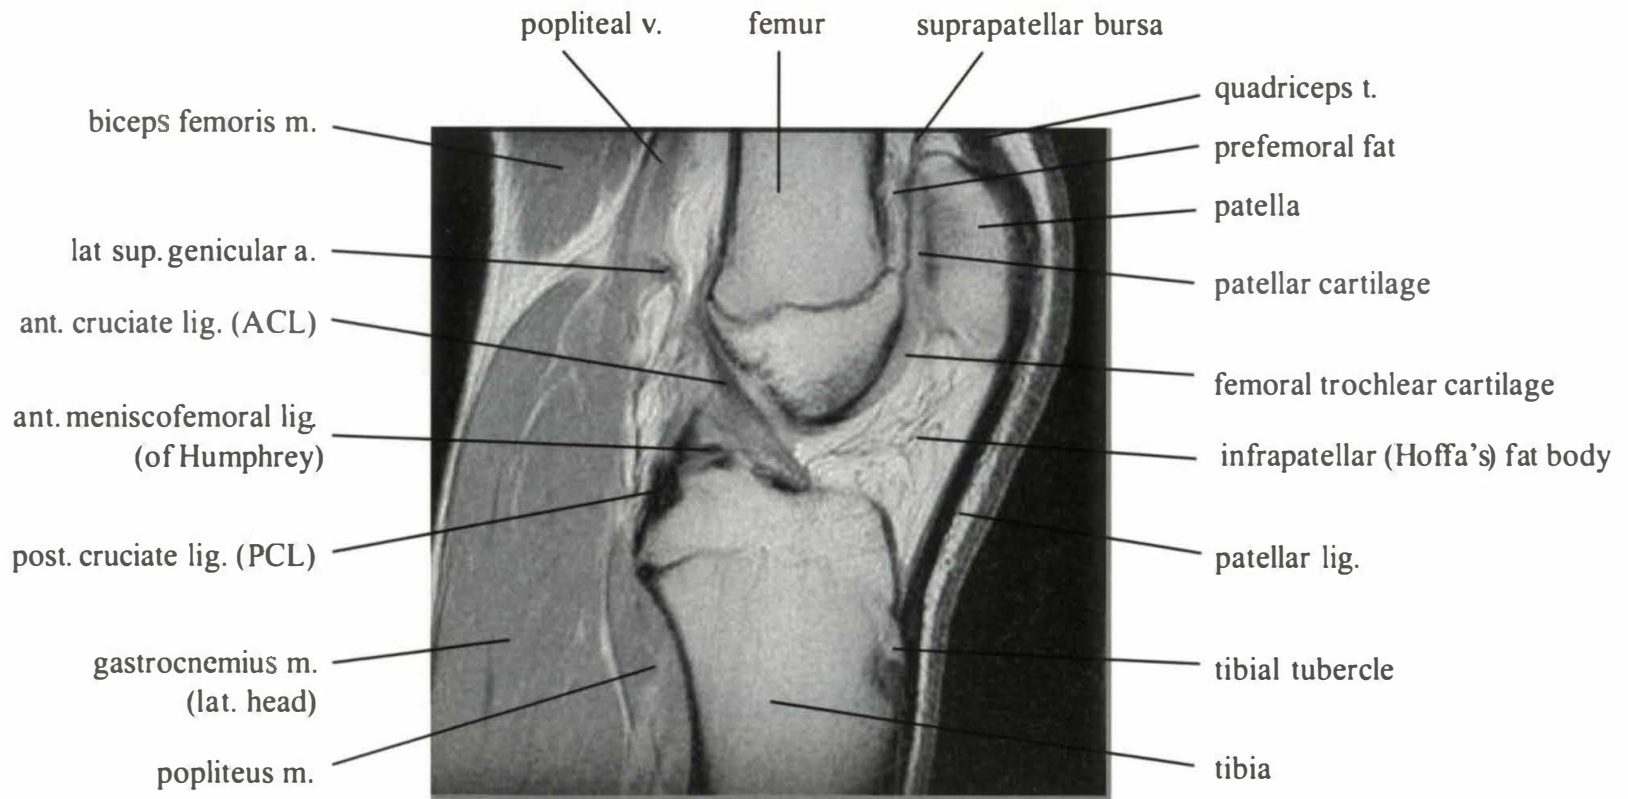 popliteal v.
femur
suprapatellar bursa
biceps femoris m.
lat sup. genicular a.
ant. cruciate lig. (ACL)
ant. meniscofemoral lig.
(of Humphrey)
post. cruciate lig. (PCL)
gastrocnemius m.
(lat. head)
popliteus m.
quadriceps t.
prefemoral fat
patella
patellar cartilage
femoral trochlear cartilage
infrapatellar (Hoffa's) fat body
patellar lig.
tibial tubercle
tibia